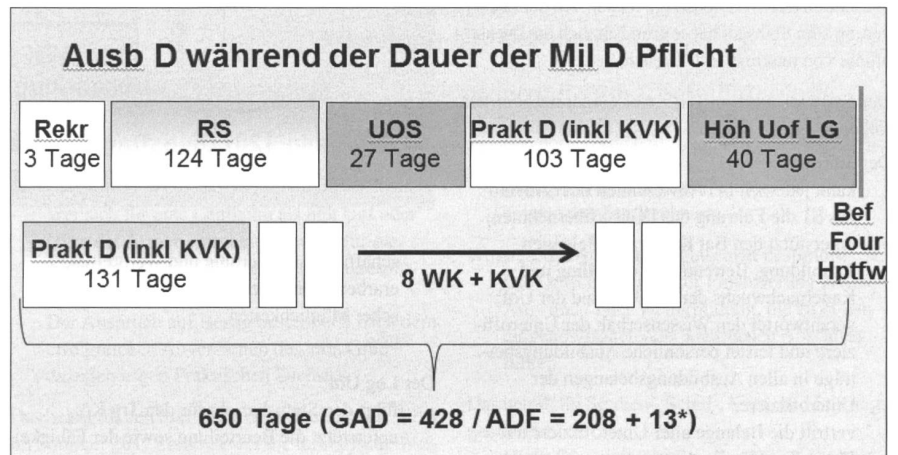 Ausb D während der Dauer der Mil D Pflicht
Rekr
3 Tage
RS
124 Tage
UOS
27 Tage
Prakt D (inkl KVK)
103 Tage
Höh Uof LG
40 Tage
Bef
Four
Hptfw
Prakt D (inkl KVK)
131 Tage
8 WK + KVK
650 Tage (GAD = 428 / ADF = 208 + 13*)